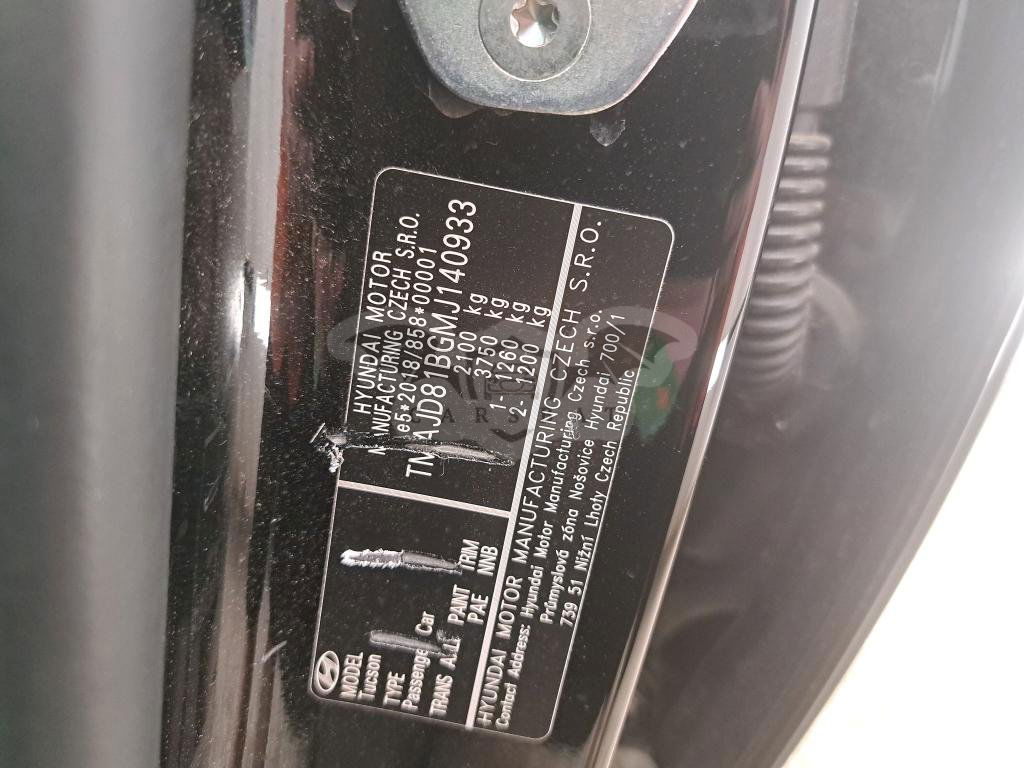 HYUNDAI MOTOR
MANUFACTURING CZECH S.R.O.
e5*2018/858*00001
TMAJD81BGMJ140933
2100 kg
3750 kg
1- 1260 kg
2- 1200 kg
MODEL
Tucson
TYPE
Passenge Car
TRANS PAINT TRIM
PAE NNB
HYUNDAI MOTOR MANUFACTURING CZECH S.R.O.
Contact Address: Hyundai Motor Manufacturing Czech s.r.o.
Průmyslová zóna Nošovice Hyundai 700/1
739 51 Nižní Lhoty Czech Republic